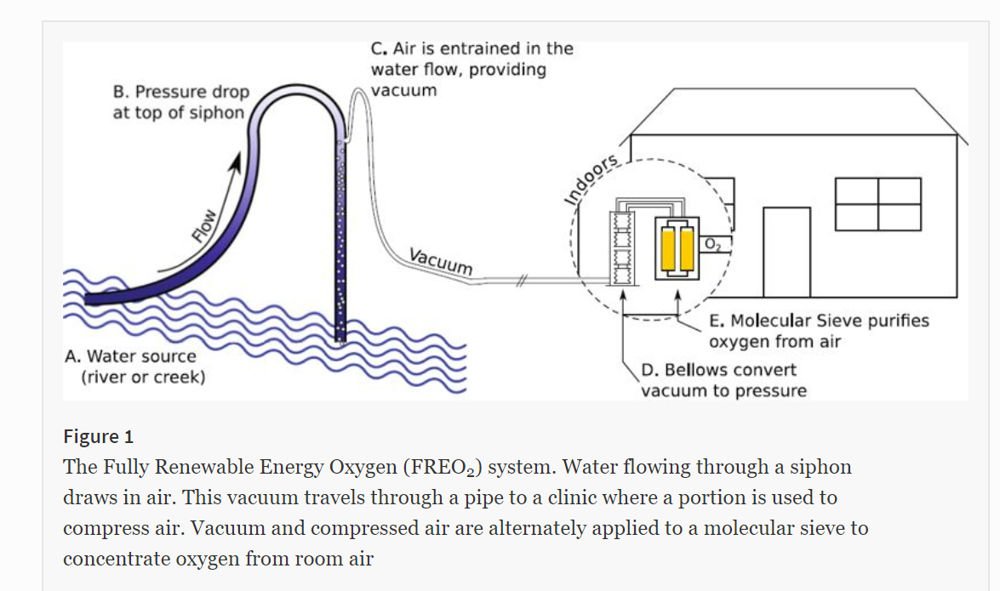 C. Air is entrained in the
water flow, providing
vacuum
B. Pressure drop
at top of siphon
Flow
Vacuum
Indoors
O₂
A. Water source
(river or creek)
E. Molecular Sieve purifies
oxygen from air
D. Bellows convert
vacuum to pressure
Figure 1
The Fully Renewable Energy Oxygen (FREO₂) system. Water flowing through a siphon
draws in air. This vacuum travels through a pipe to a clinic where a portion is used to
compress air. Vacuum and compressed air are alternately applied to a molecular sieve to
concentrate oxygen from room air